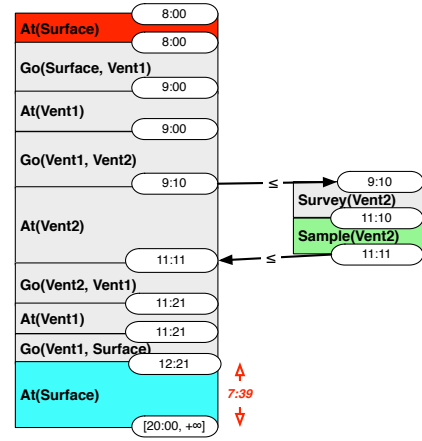 8:00
At(Surface)
8:00
Go(Surface, Vent1)
9:00
At(Vent1)
9:00
Go(Vent1, Vent2)
9:10
≤
9:10
Survey(Vent2)
11:10
At(Vent2)
Sample(Vent2)
11:11
≤
11:11
Go(Vent2, Vent1)
11:21
At(Vent1)
11:21
Go(Vent1, Surface)
12:21
At(Surface)
7:39
[20:00, +∞]